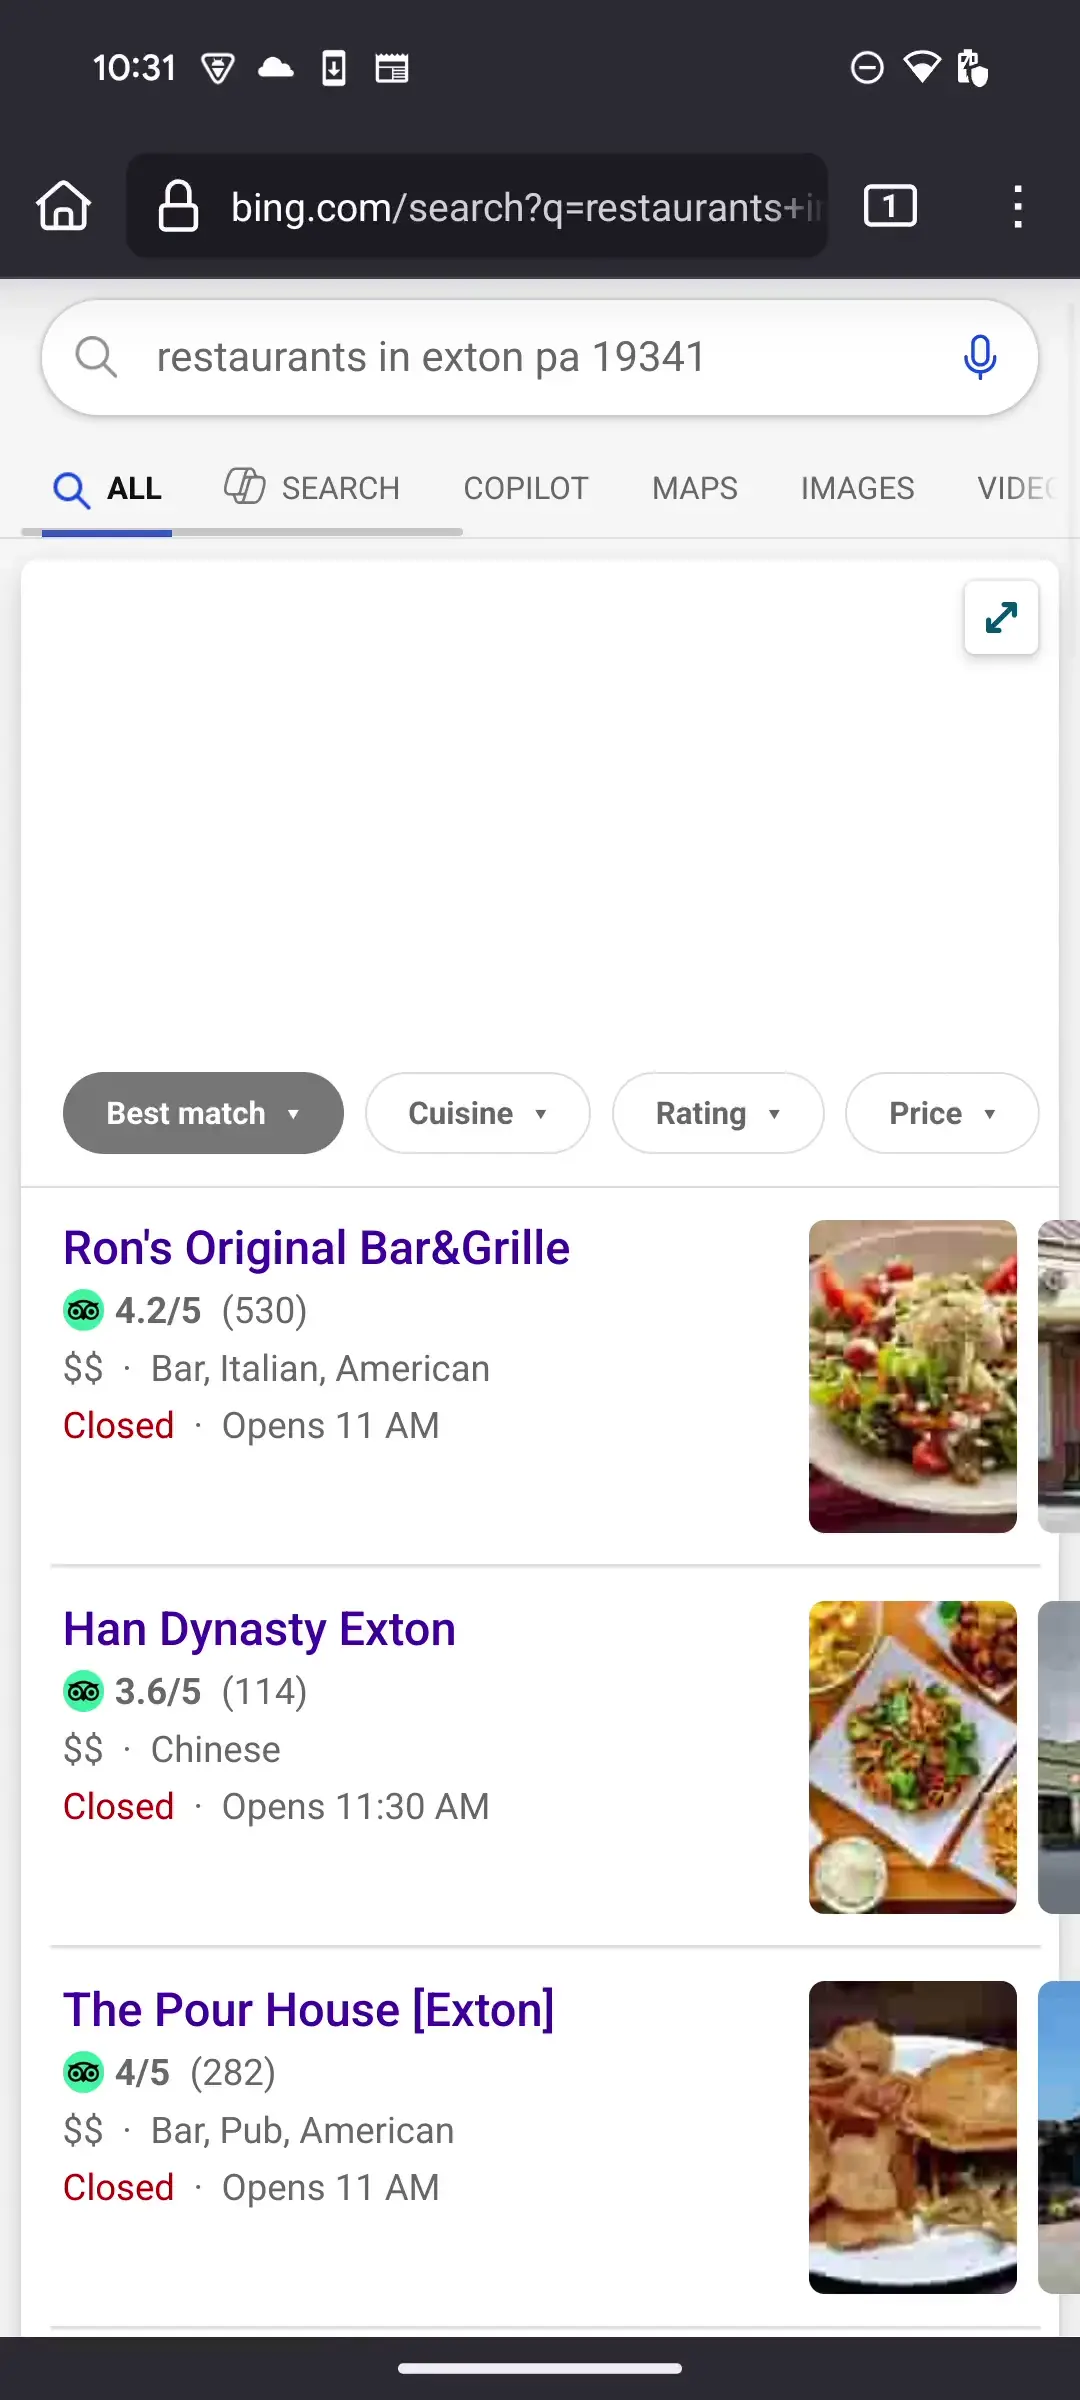 10:31
bing.com/search?q=restaurants+i
1
restaurants in exton pa 19341
ALL SEARCH COPILOT MAPS IMAGES VIDEO
Best match Cuisine Rating Price
Ron's Original Bar&Grille
4.2/5 (530)
$$ · Bar, Italian, American
Closed · Opens 11 AM
Han Dynasty Exton
3.6/5 (114)
$$ · Chinese
Closed · Opens 11:30 AM
The Pour House [Exton]
4/5 (282)
$$ · Bar, Pub, American
Closed · Opens 11 AM